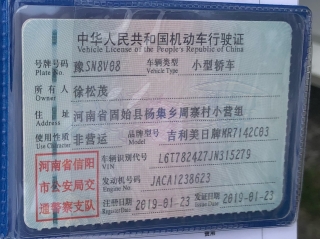 中华人民共和国机动车行驶证
Vehicle License of the People's Republic of China
号牌号码 豫SN8V08 车辆类型 小型轿车
Plate No. Vehicle Type
所有人 徐松茂
Owner
住址 河南省固始县杨集乡周寨村小营组
Address
使用性质 非营运 品牌型号 吉利美日牌MR7142C03
Use Character Model
河南省信阳市公安局交通警察支队
车辆识别代号 L6T7824Z7JN315279
VIN
发动机号码 JACA1238623
Engine No.
注册日期 2019-01-23 发证日期 2019-01-23
Register Date Issue Date